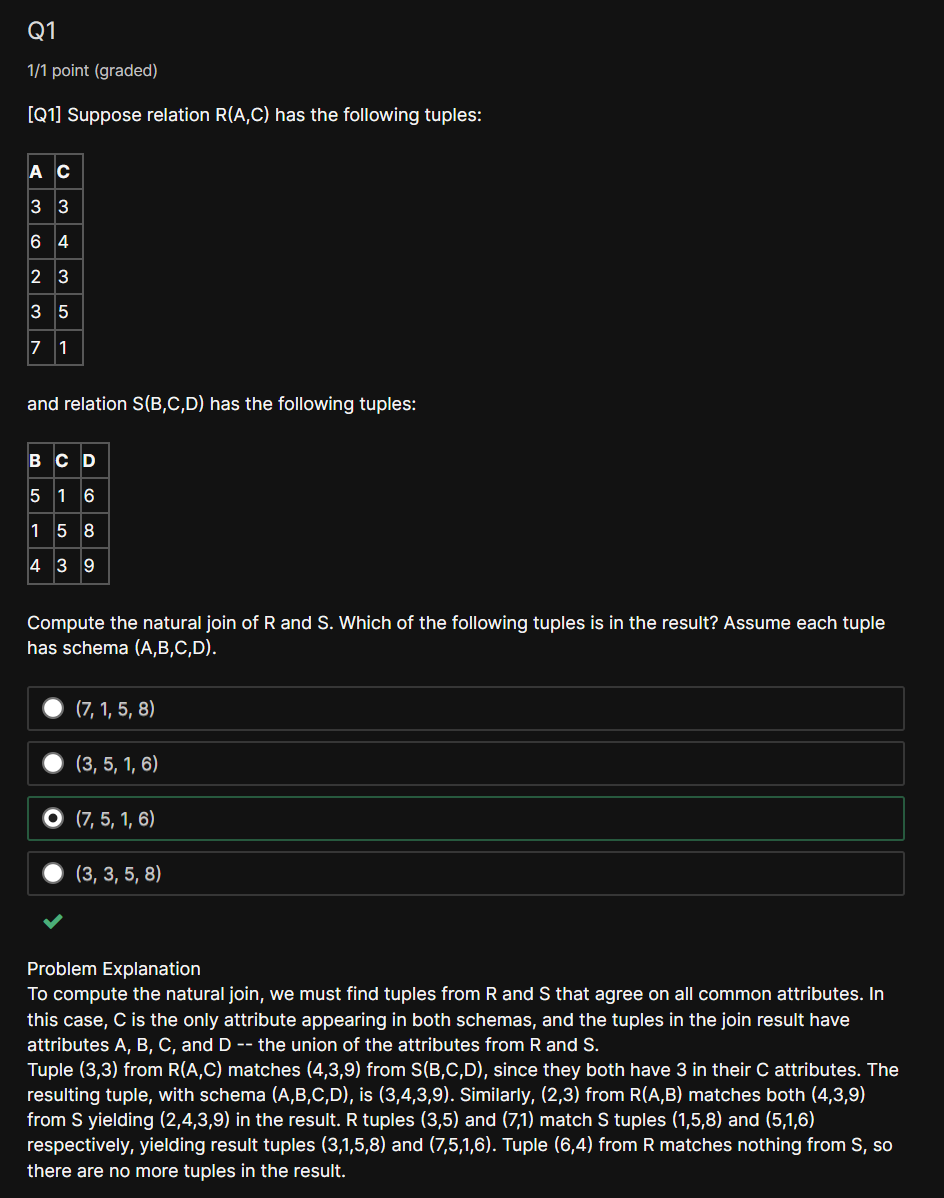 Q1
1/1 point (graded)
[Q1] Suppose relation R(A,C) has the following tuples:
A C
3 3
6 4
2 3
3 5
7 1
and relation S(B,C,D) has the following tuples:
B C D
5 1 6
1 5 8
4 3 9
Compute the natural join of R and S. Which of the following tuples is in the result? Assume each tuple
has schema (A,B,C,D).
(7, 1, 5, 8)
(3, 5, 1, 6)
(7, 5, 1, 6)
(3, 3, 5, 8)
Problem Explanation
To compute the natural join, we must find tuples from R and S that agree on all common attributes. In
this case, C is the only attribute appearing in both schemas, and the tuples in the join result have
attributes A, B, C, and D -- the union of the attributes from R and S.
Tuple (3,3) from R(A,C) matches (4,3,9) from S(B,C,D), since they both have 3 in their C attributes. The
resulting tuple, with schema (A,B,C,D), is (3,4,3,9). Similarly, (2,3) from R(A,B) matches both (4,3,9)
from S yielding (2,4,3,9) in the result. R tuples (3,5) and (7,1) match S tuples (1,5,8) and (5,1,6)
respectively, yielding result tuples (3,1,5,8) and (7,5,1,6). Tuple (6,4) from R matches nothing from S, so
there are no more tuples in the result.